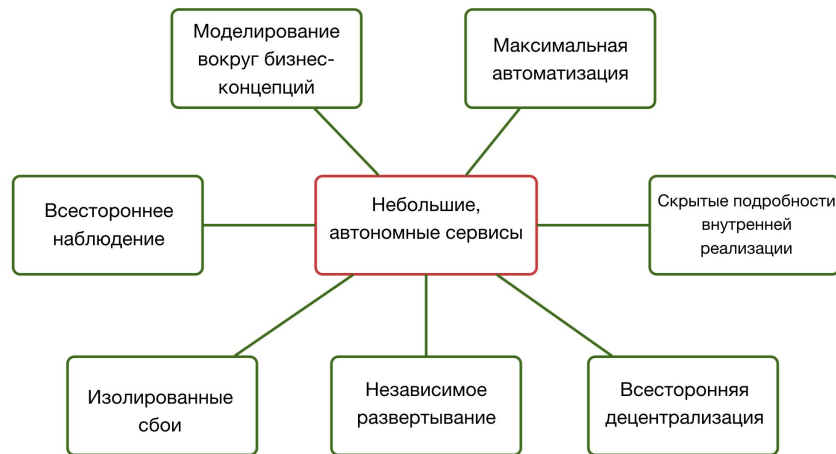 Моделирование
вокруг бизнес-
концепций
Максимальная
автоматизация
Всестороннее
наблюдение
Небольшие,
автономные сервисы
Скрытые подробности
внутренней
реализации
Изолированные
сбои
Независимое
развертывание
Всесторонняя
децентрализация